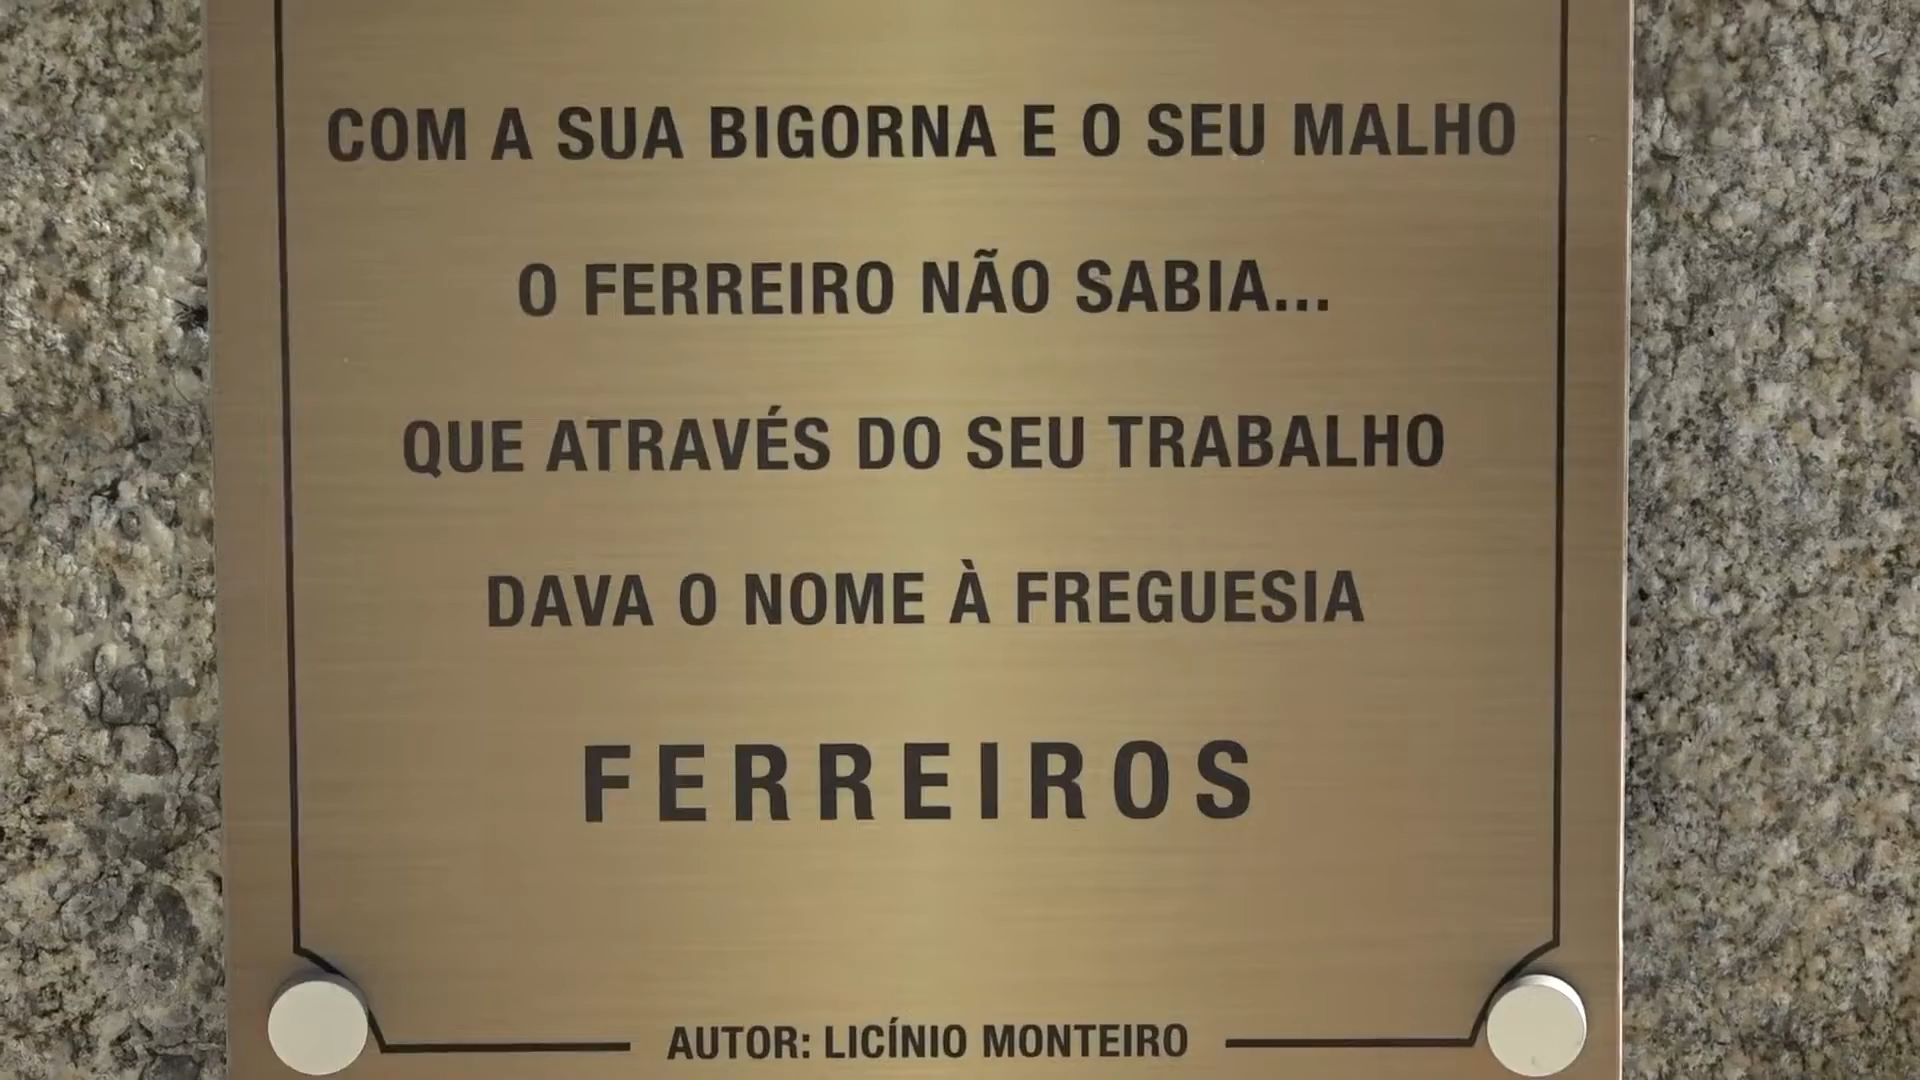 COM A SUA BIGORNA E O SEU MALHO
O FERREIRO NÃO SABIA...
QUE ATRAVÉS DO SEU TRABALHO
DAVA O NOME À FREGUESIA
FERREIROS
AUTOR: LICÍNIO MONTEIRO